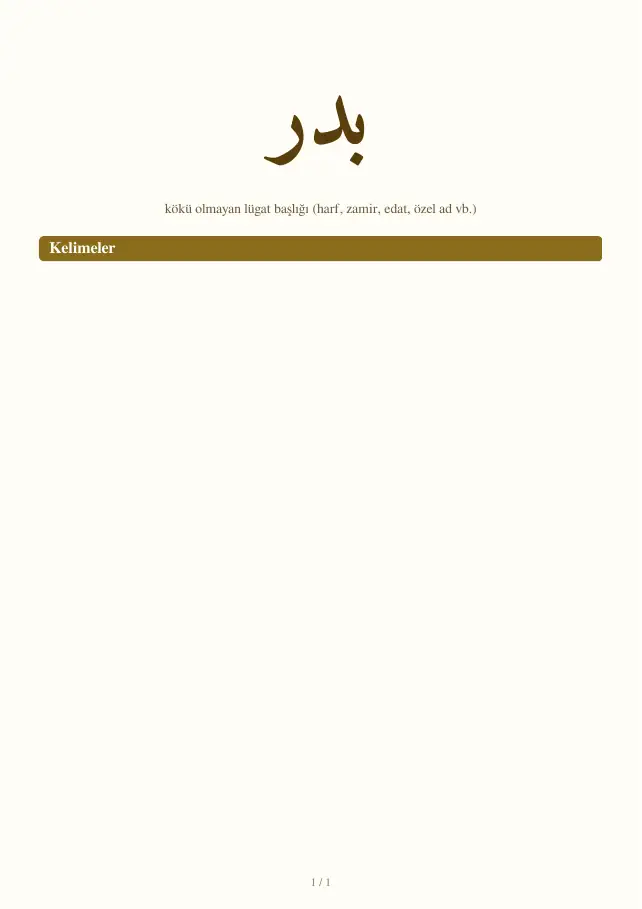 بدر
kökü olmayan lügat başlığı (harf, zamir, edat, özel ad vb.)
Kelimeler
1 / 1